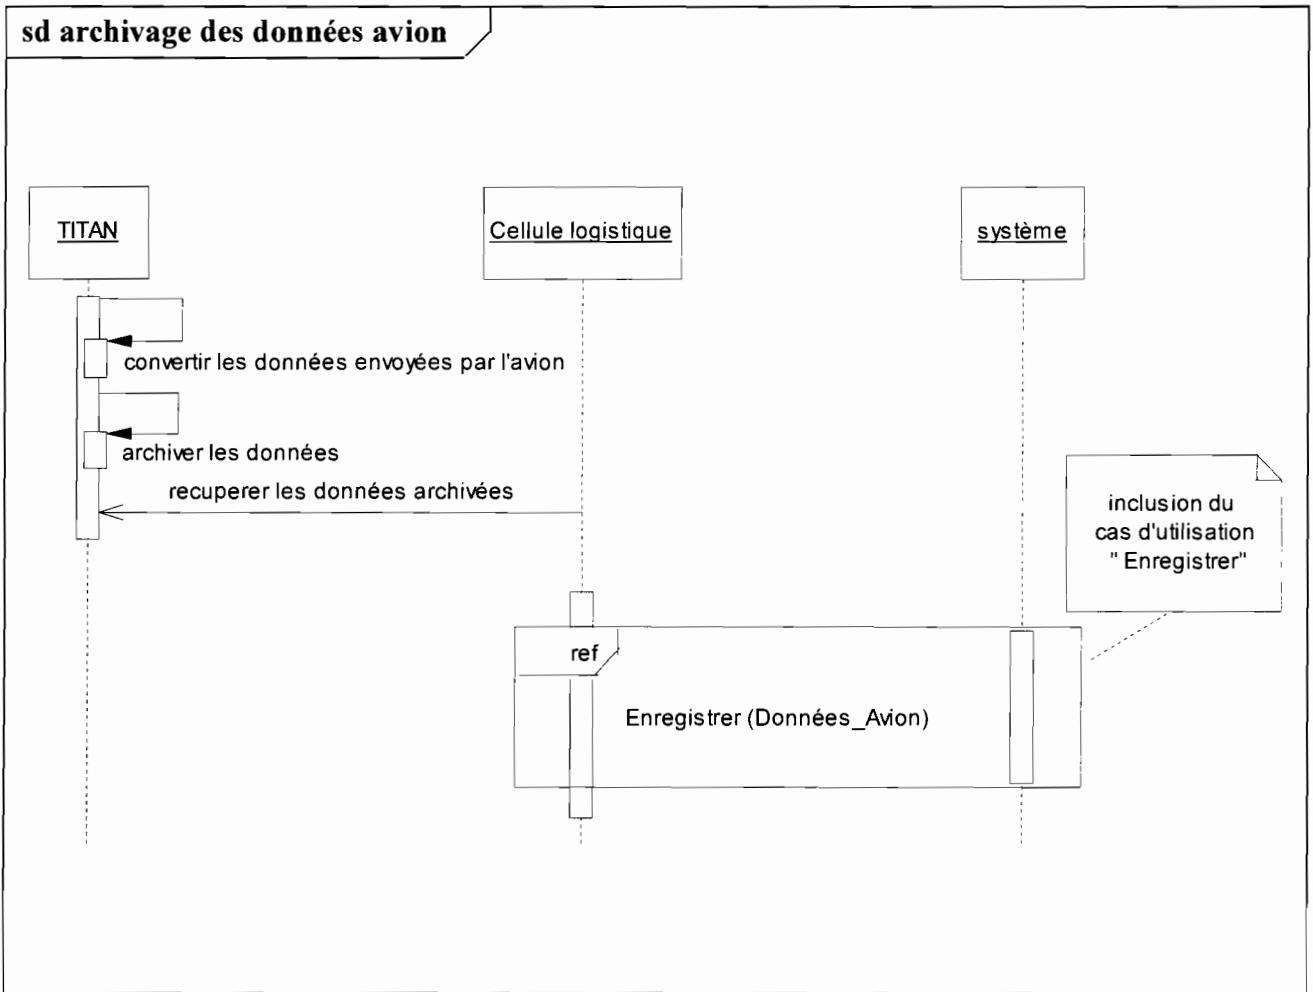 sd archivage des données avion
TITAN
Cellule logistique
système
convertir les données envoyées par l'avion
archiver les données
recuperer les données archivées
inclusion du
cas d'utilisation
" Enregistrer"
ref
Enregistrer (Données_Avion)